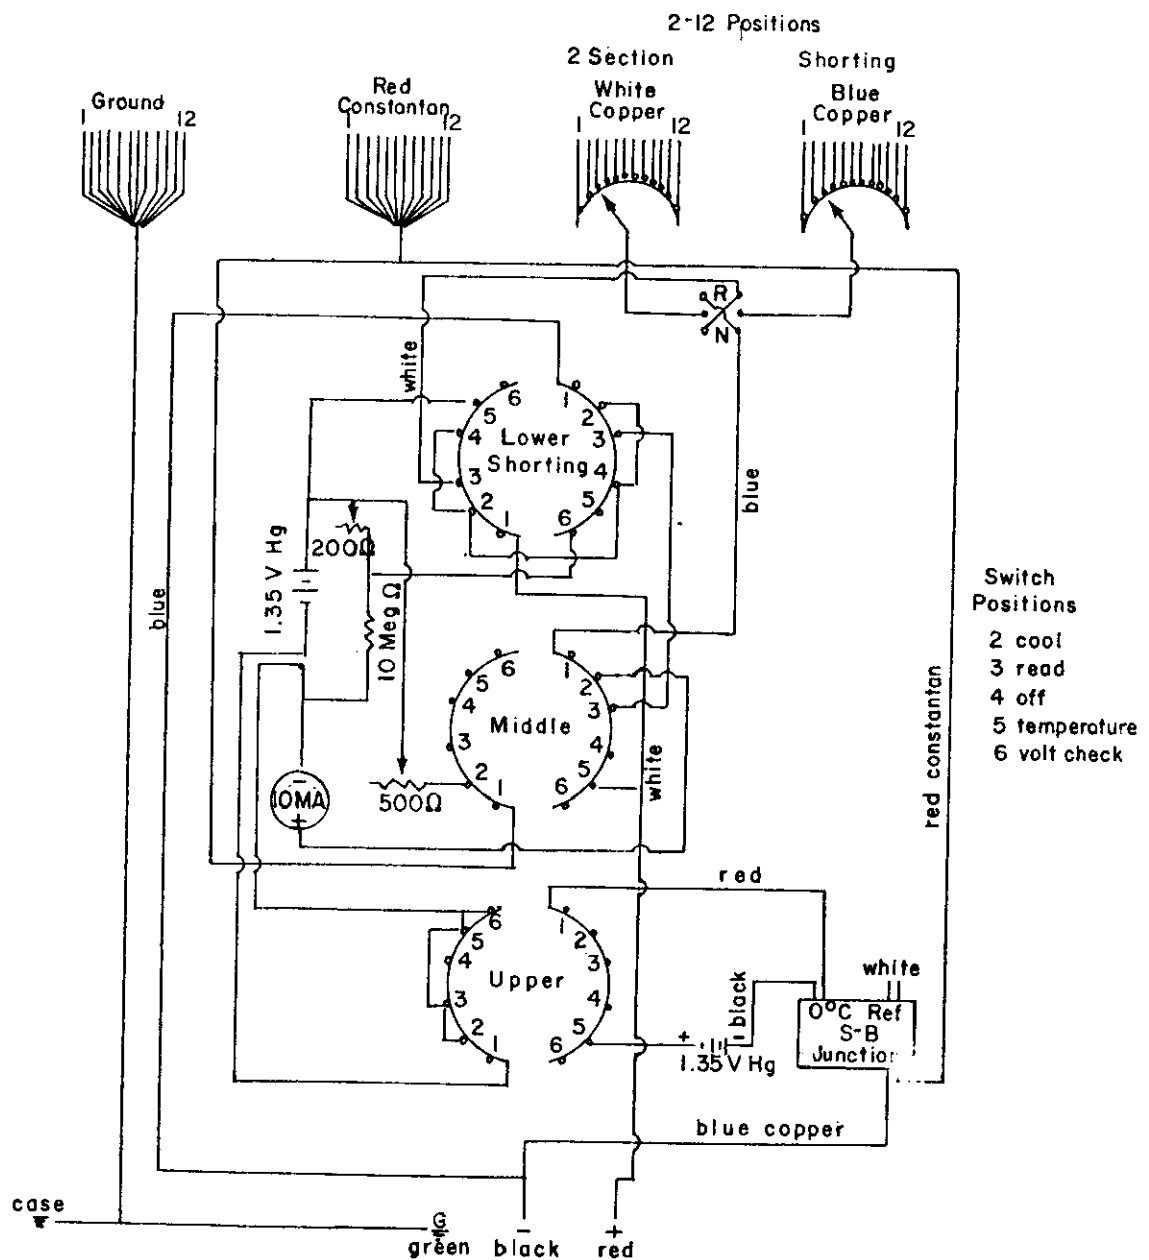 2-12 Positions
2 Section
Shorting
Ground
1 12
Red
Constantan
1 12
White
Copper
1 12
Blue
Copper
1 12
R
N
white
blue
6 1
5 2
4 Lower 3
3 Shorting 4
2 5
1 6
200Ω
1.35 V Hg
10 Meg Ω
blue
Switch
Positions
2 cool
3 read
4 off
5 temperature
6 volt check
6 1
5 2
4 3
Middle
3 4
2 5
1 6
white
red constantan
-
10MA
+
500Ω
red
6 1
5 2
4 3
Upper
3 4
2 5
1 6
black
white
0°C Ref
S-B
Junction
+ -
1.35V Hg
blue copper
case
G - +
green black red